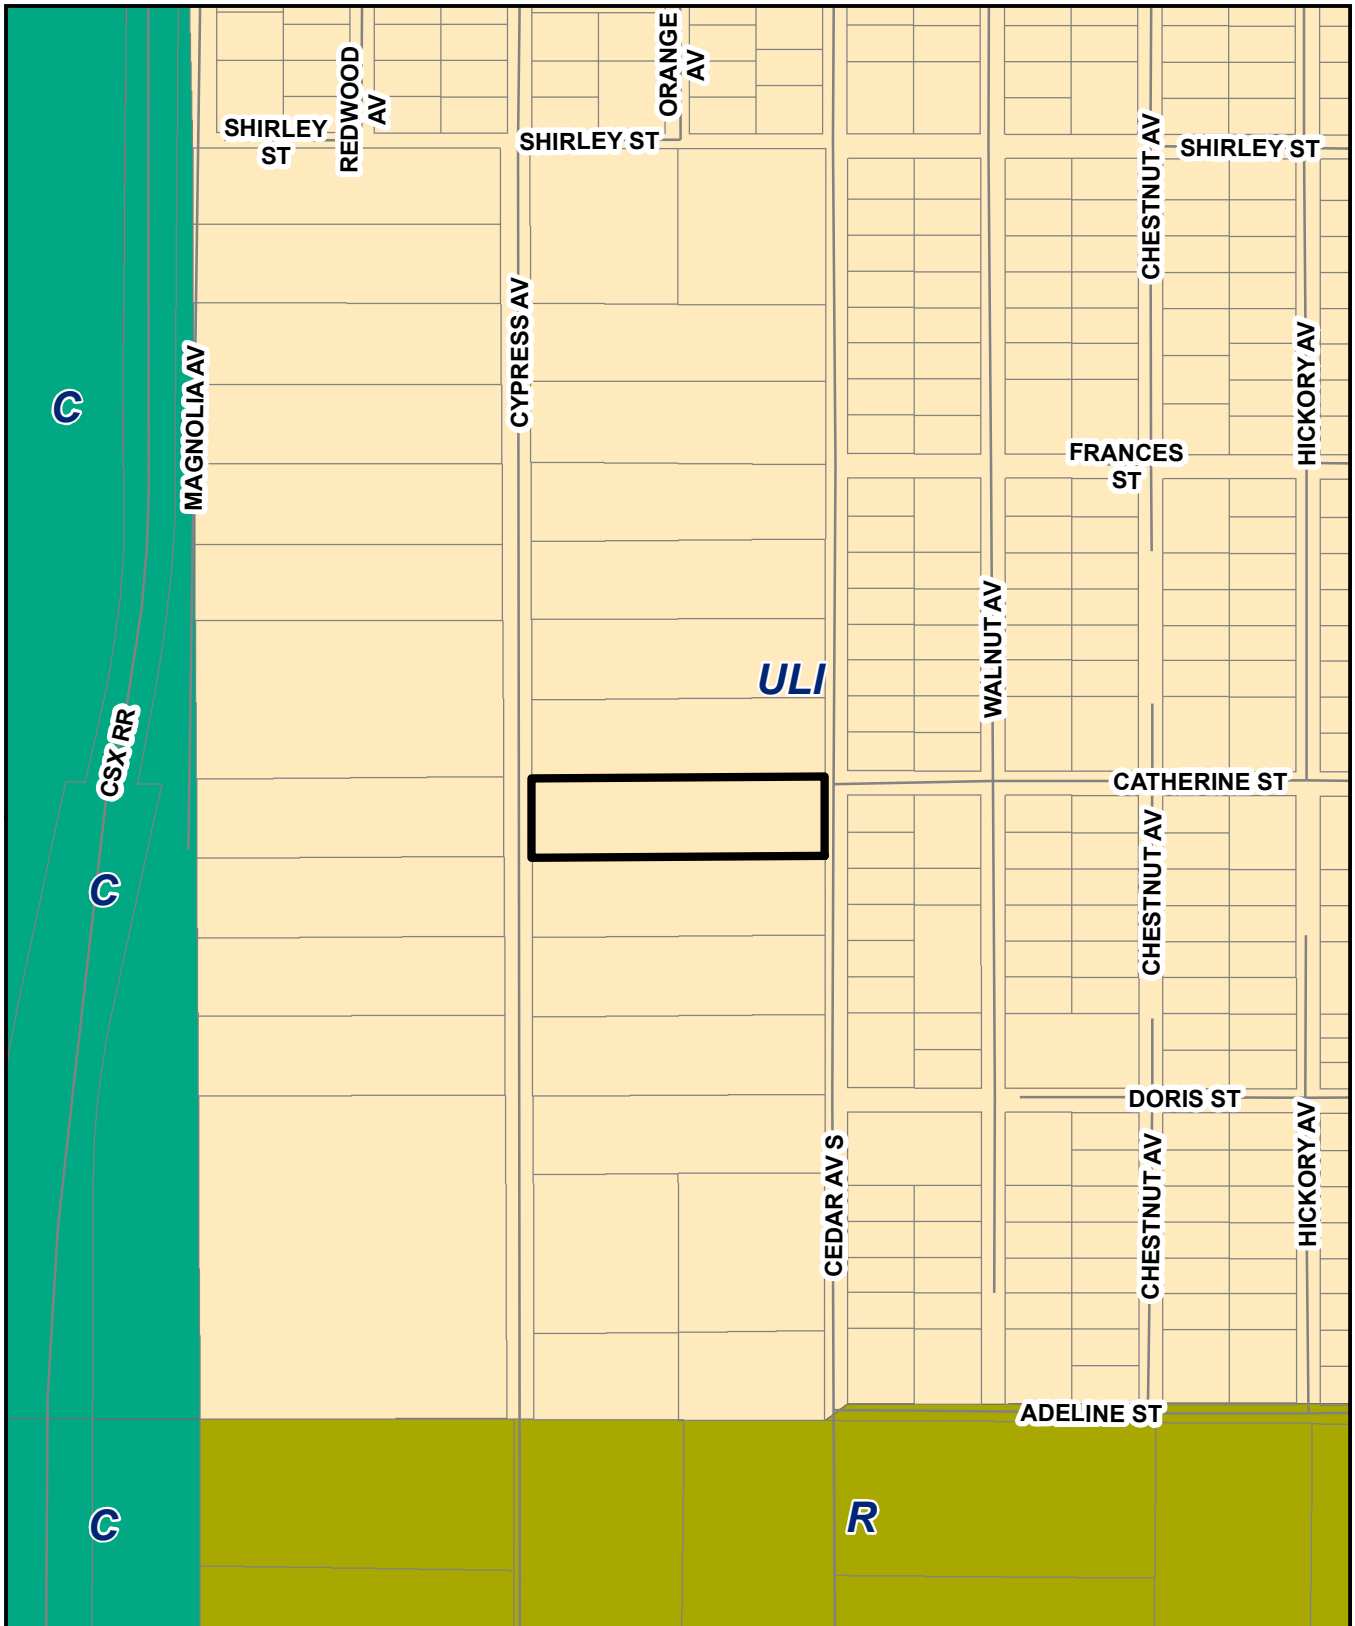 ORANGE
AV
REDWOOD
AV
SHIRLEY
ST
SHIRLEY ST
CHESTNUT AV
SHIRLEY ST
CYPRESS AV
MAGNOLIA AV
HICKORY AV
C
FRANCES
ST
WALNUT AV
ULI
CSX RR
CATHERINE ST
CHESTNUT AV
C
DORIS ST
CEDAR AV S
CHESTNUT AV
HICKORY AV
ADELINE ST
C
R